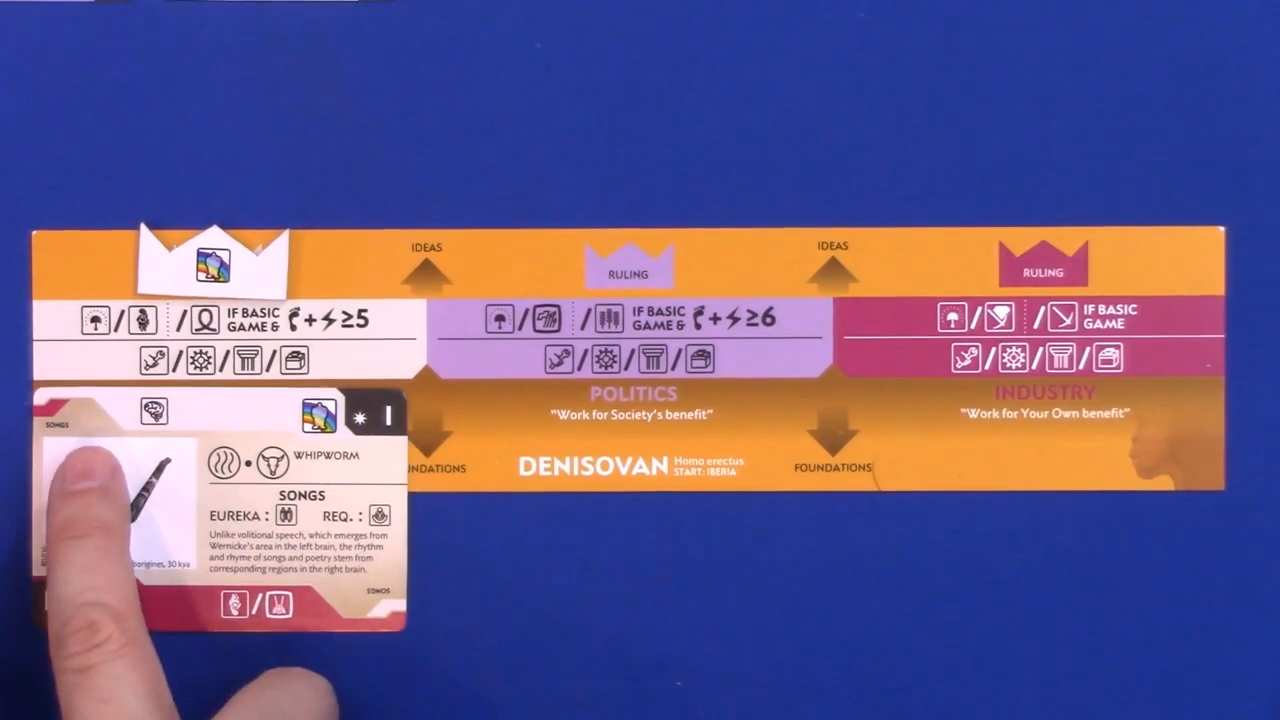 IDEAS
IDEAS
RULING
RULING
IF BASIC
GAME & + ≥5
IF BASIC
GAME & + ≥6
IF BASIC
GAME
POLITICS
"Work for Society's benefit"
INDUSTRY
"Work for Your Own benefit"
DENISOVAN
Homo erectus
START: IBERIA
FOUNDATIONS
SONGS
1
WHIPWORM
SONGS
EUREKA :
REQ. :
Unlike volitional speech, which emerges from
Wernicke's area in the left brain, the rhythm
and rhyme of songs and poetry stem from
corresponding regions in the right brain.
30 kya
SONGS